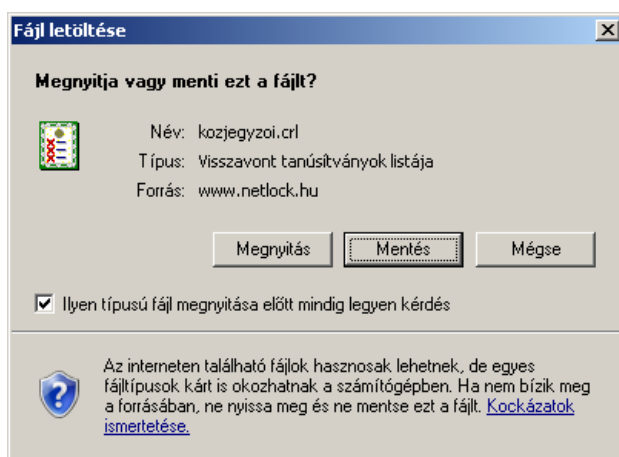 Fájl letöltése
Megnyitja vagy menti ezt a fájlt?
Név: kozjegyzoi.crl
Típus: Visszavont tanúsítványok listája
Forrás: www.netlock.hu
Megnyitás Mentés Mégse
Ilyen típusú fájl megnyitása előtt mindig legyen kérdés
Az interneten található fájlok hasznosak lehetnek, de egyes
fájltípusok kárt is okozhatnak a számítógépben. Ha nem bízik meg
a forrásában, ne nyissa meg és ne mentse ezt a fájlt. Kockázatok
ismertetése.